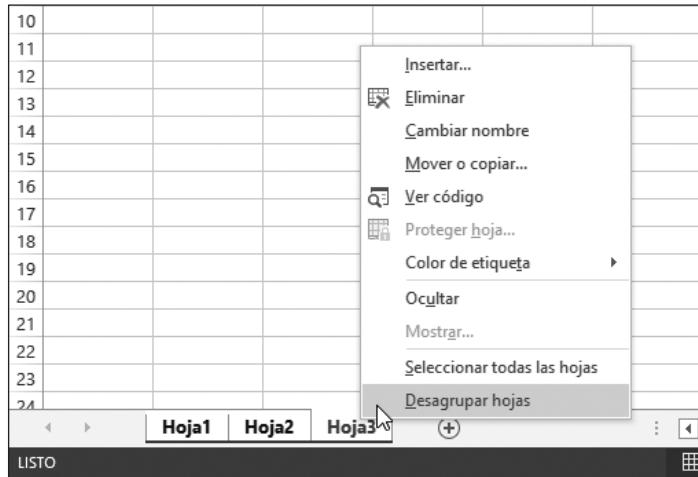 10
11
12
13
14
15
16
17
18
19
20
21
22
23
24
Insertar...
Eliminar
Cambiar nombre
Mover o copiar...
Ver código
Proteger hoja...
Color de etiqueta
Ocultar
Mostrar...
Seleccionar todas las hojas
Desagrupar hojas
Hoja1 Hoja2 Hoja3
LISTO